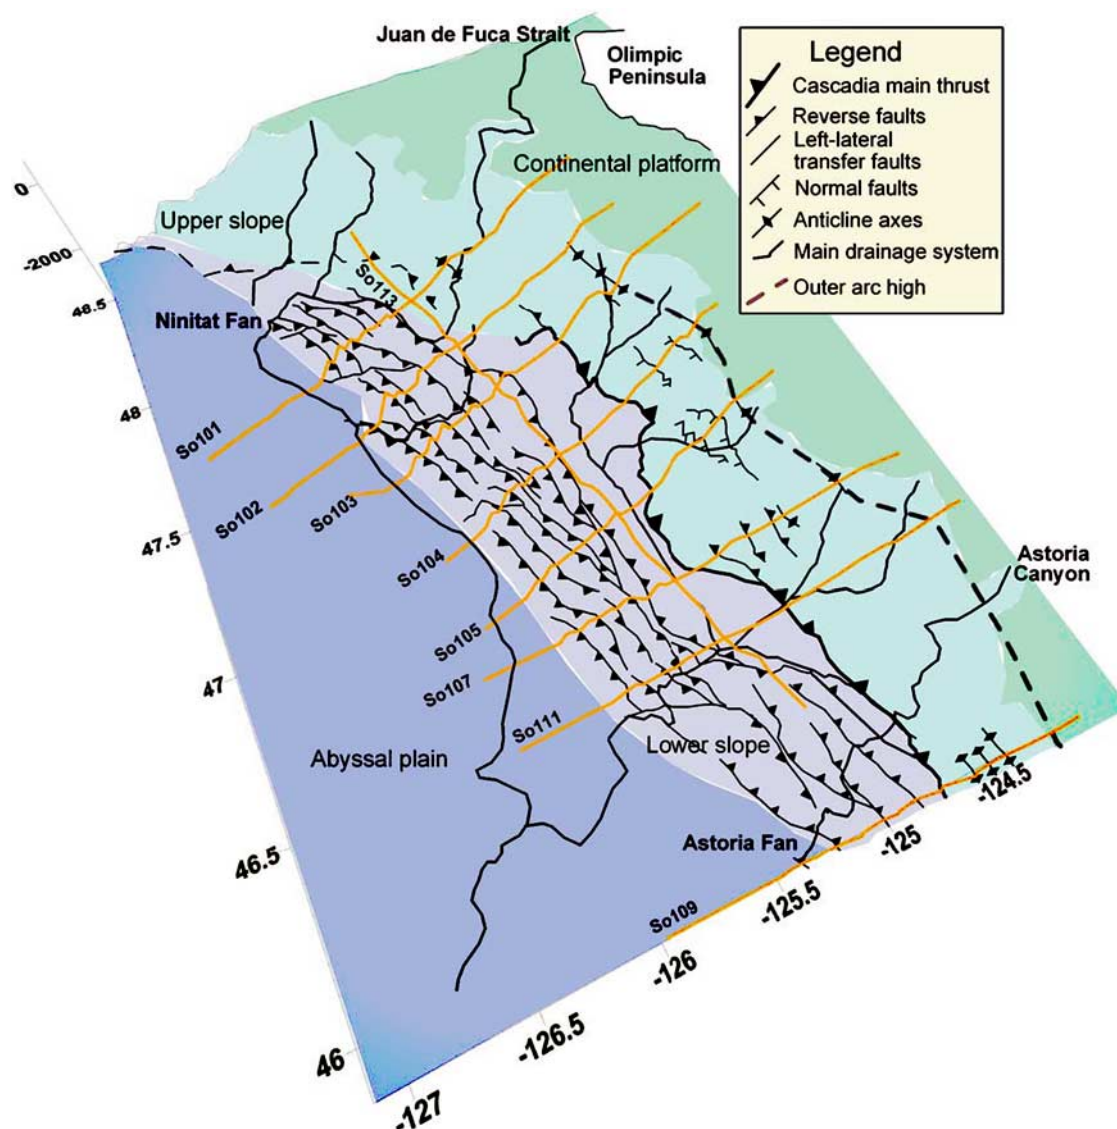 Juan de Fuca Strait
Olimpic
Peninsula
Legend
Cascadia main thrust
Reverse faults
Left-lateral
transfer faults
Normal faults
Anticline axes
Main drainage system
Outer arc high
Continental platform
Upper slope
0
-2000
46.5
So113
Ninitat Fan
48
So101
So102
So103
47.5
So104
Astoria
Canyon
So105
47
So107
So111
Lower slope
Abyssal plain
-124.5
Astoria Fan
-125
46.5
-125.5
So109
-126
-126.5
46
-127